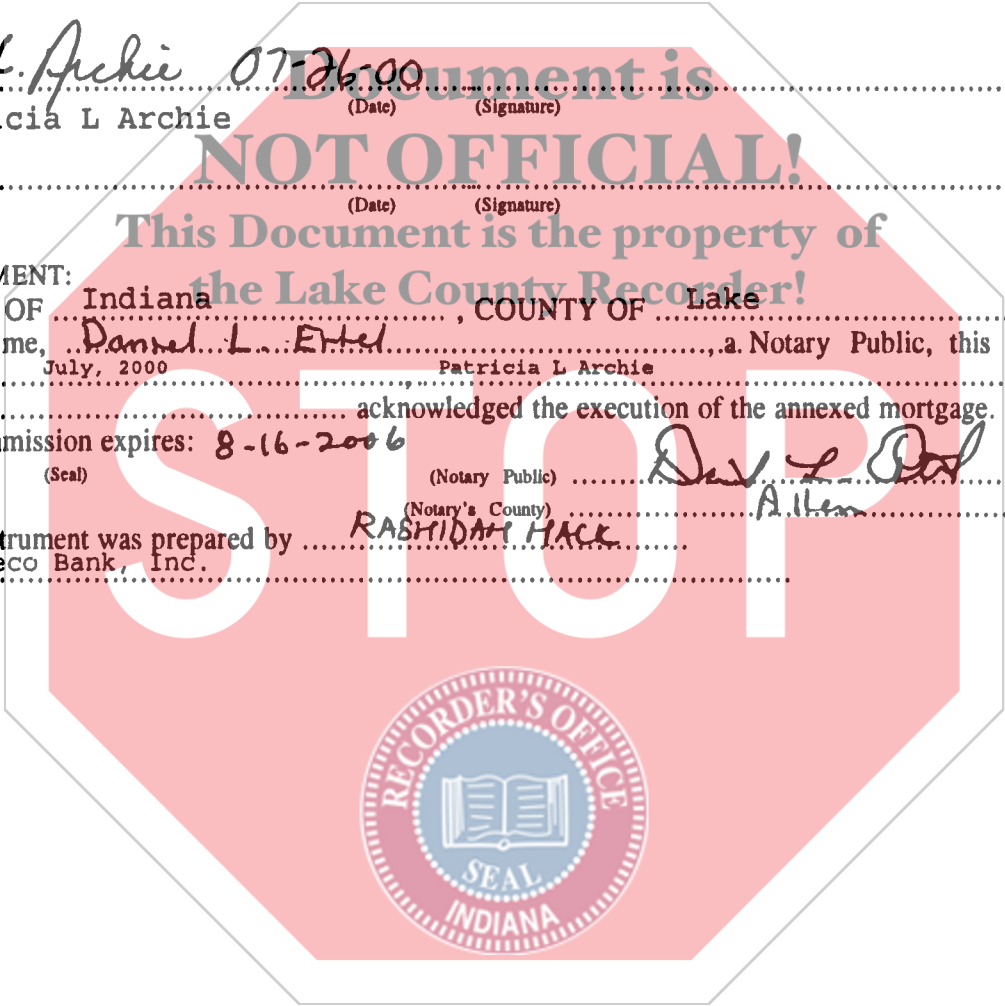 L. Archie 07-26-00
(Date) (Signature)
cia L Archie
Document is
NOT OFFICIAL!
(Date) (Signature)
This Document is the property of
the Lake County Recorder!
MENT:
OF Indiana, COUNTY OF Lake
me, Daniel L. Ertel, a Notary Public, this
July, 2000, Patricia L Archie
acknowledged the execution of the annexed mortgage.
mission expires: 8-16-2006
(Seal) (Notary Public)
(Notary's County) Allen
trument was prepared by RASHIDAH MACK
eco Bank, Inc.
STOP
RECORDER'S OFFICE
SEAL
INDIANA